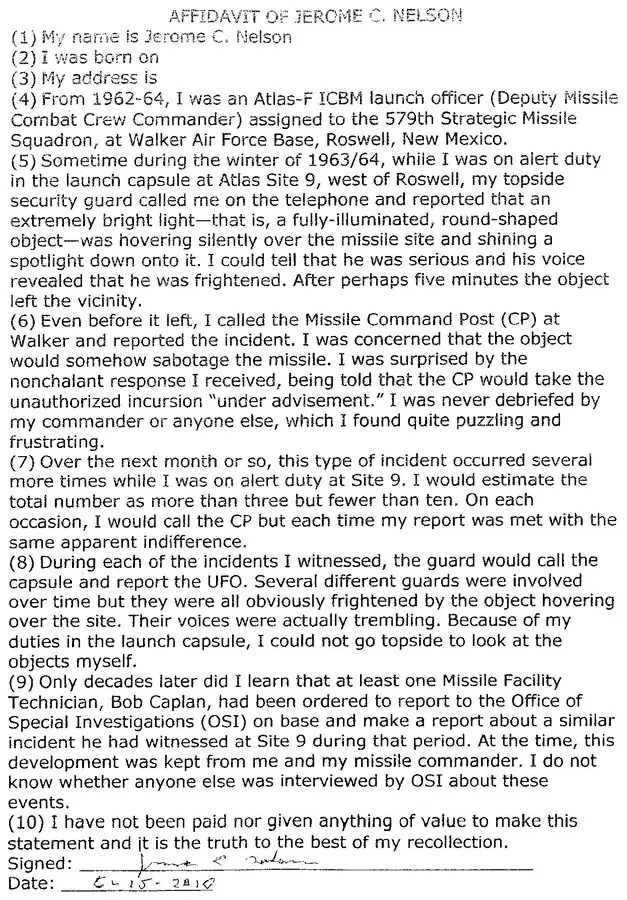 AFFIDAVIT OF JEROME C. NELSON
(1) My name is Jerome C. Nelson
(2) I was born on
(3) My address is
(4) From 1962-64, I was an Atlas-F ICBM launch officer (Deputy Missile
Combat Crew Commander) assigned to the 579th Strategic Missile
Squadron, at Walker Air Force Base, Roswell, New Mexico.
(5) Sometime during the winter of 1963/64, while I was on alert duty
in the launch capsule at Atlas Site 9, west of Roswell, my topside
security guard called me on the telephone and reported that an
extremely bright light—that is, a fully-illuminated, round-shaped
object—was hovering silently over the missile site and shining a
spotlight down onto it. I could tell that he was serious and his voice
revealed that he was frightened. After perhaps five minutes the object
left the vicinity.
(6) Even before it left, I called the Missile Command Post (CP) at
Walker and reported the incident. I was concerned that the object
would somehow sabotage the missile. I was surprised by the
nonchalant response I received, being told that the CP would take the
unauthorized incursion "under advisement." I was never debriefed by
my commander or anyone else, which I found quite puzzling and
frustrating.
(7) Over the next month or so, this type of incident occurred several
more times while I was on alert duty at Site 9. I would estimate the
total number as more than three but fewer than ten. On each
occasion, I would call the CP but each time my report was met with the
same apparent indifference.
(8) During each of the incidents I witnessed, the guard would call the
capsule and report the UFO. Several different guards were involved
over time but they were all obviously frightened by the object hovering
over the site. Their voices were actually trembling. Because of my
duties in the launch capsule, I could not go topside to look at the
objects myself.
(9) Only decades later did I learn that at least one Missile Facility
Technician, Bob Caplan, had been ordered to report to the Office of
Special Investigations (OSI) on base and make a report about a similar
incident he had witnessed at Site 9 during that period. At the time, this
development was kept from me and my missile commander. I do not
know whether anyone else was interviewed by OSI about these
events.
(10) I have not been paid nor given anything of value to make this
statement and it is the truth to the best of my recollection.
Signed:
Date: 6-15-2010